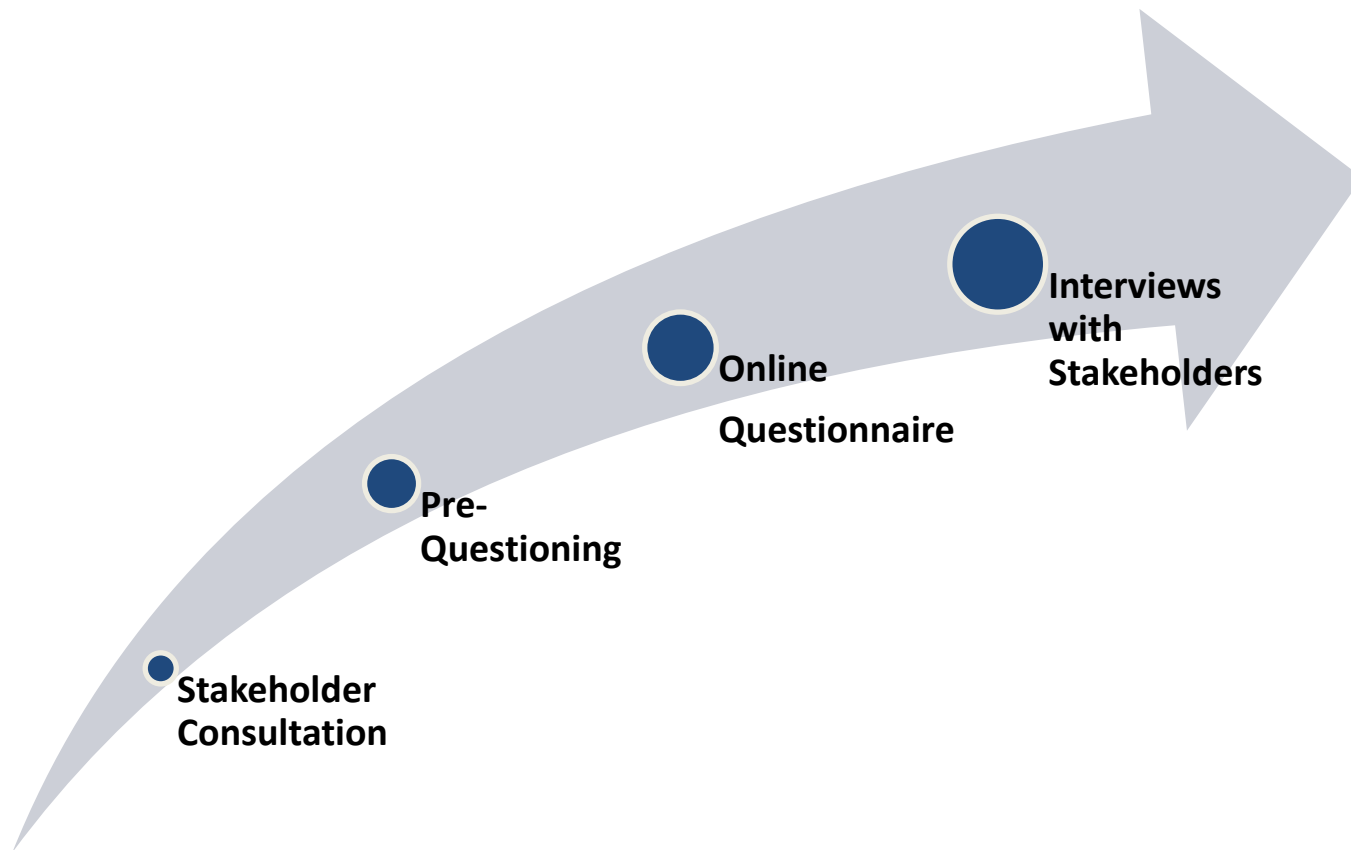 Interviews
with
Stakeholders
Online
Questionnaire
Pre-
Questioning
Stakeholder
Consultation